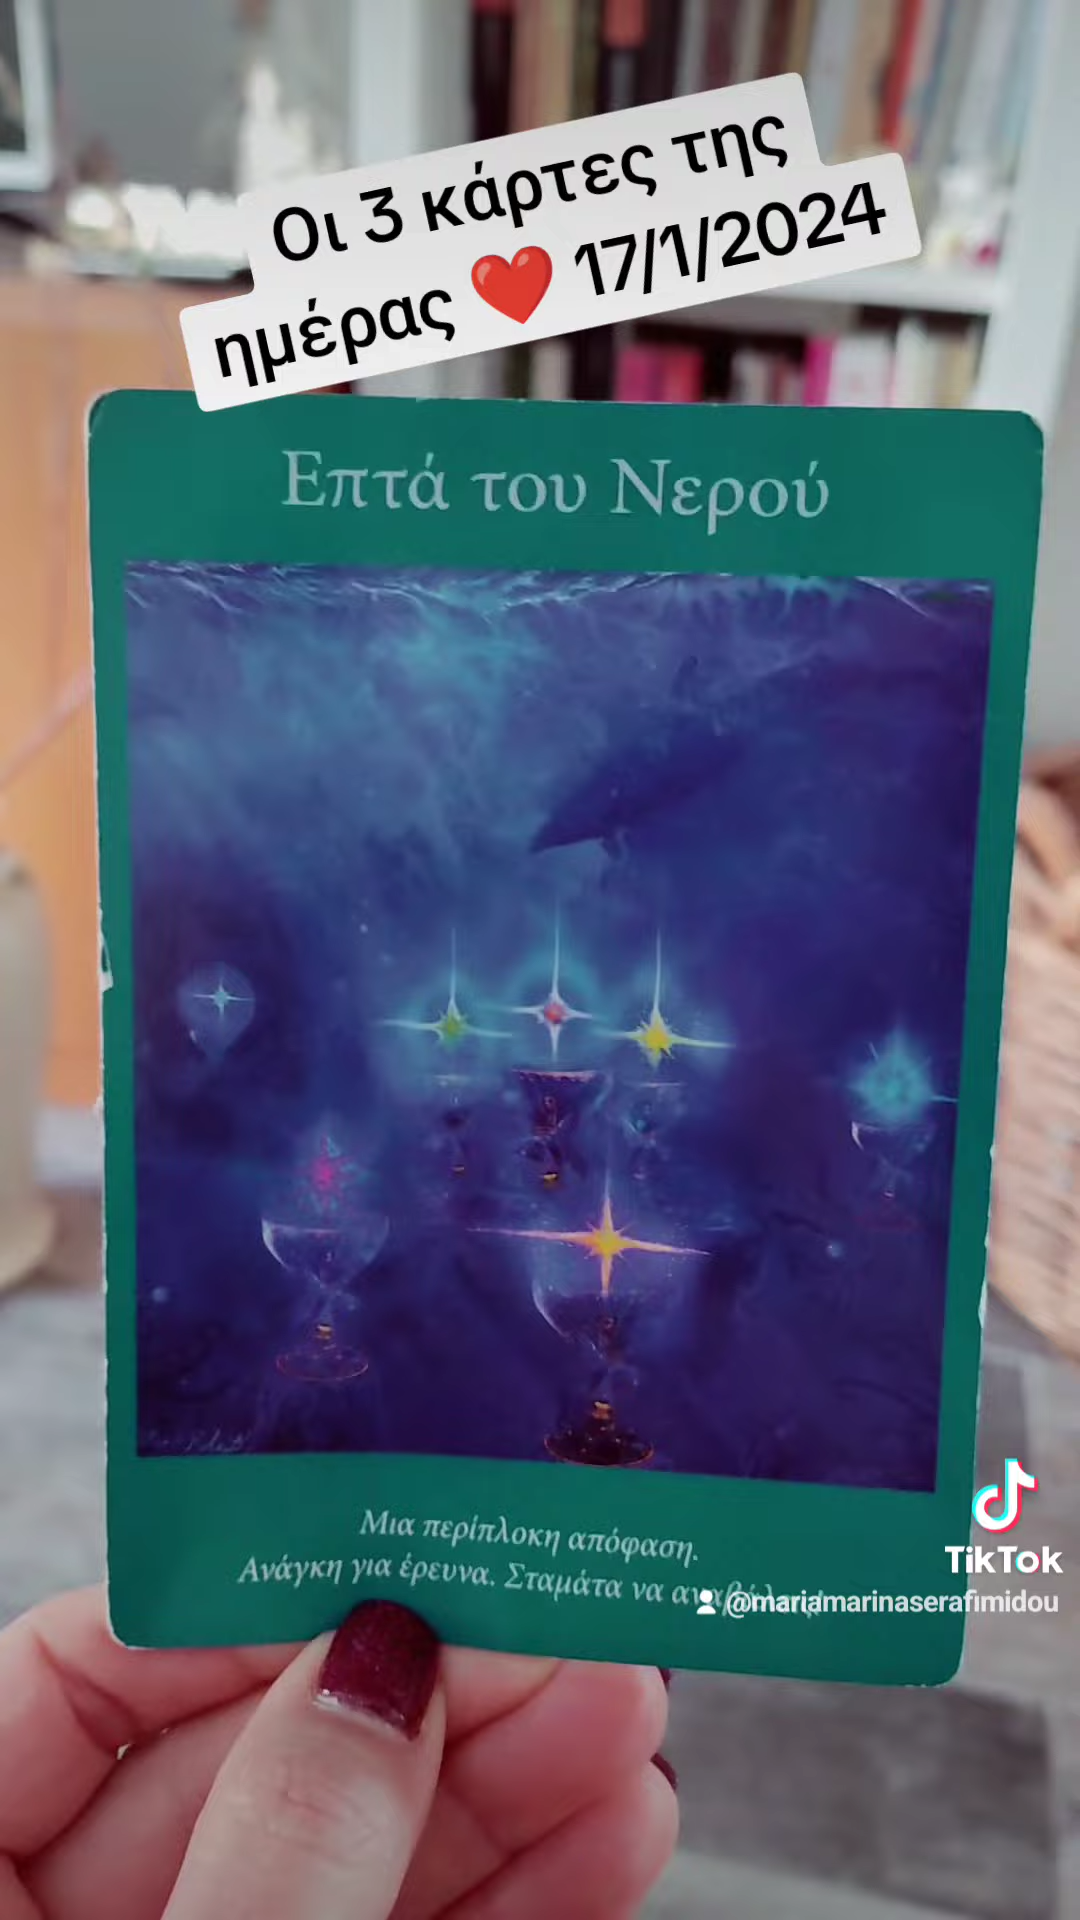 Οι 3 κάρτες της
ημέρας ❤️ 17/1/2024
Επτά του Νερού
Μια περίπλοκη απόφαση.
Ανάγκη για έρευνα. Σταμάτα να
TikTok
@mariamarinaserafimidou